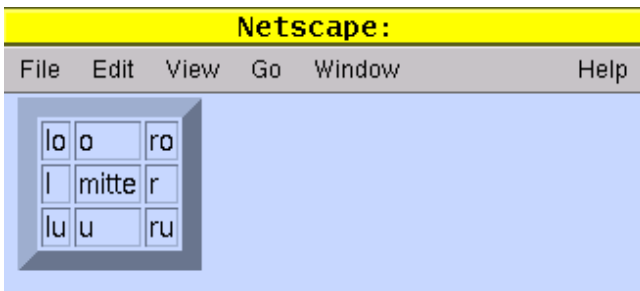 Netscape:
File Edit View Go Window Help
lo o ro
l mitte r
lu u ru